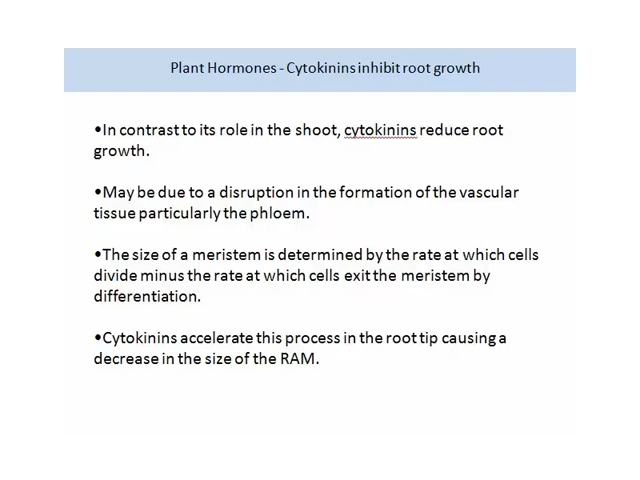 Plant Hormones - Cytokinins inhibit root growth
•In contrast to its role in the shoot, cytokinins reduce root
growth.
•May be due to a disruption in the formation of the vascular
tissue particularly the phloem.
•The size of a meristem is determined by the rate at which cells
divide minus the rate at which cells exit the meristem by
differentiation.
•Cytokinins accelerate this process in the root tip causing a
decrease in the size of the RAM.